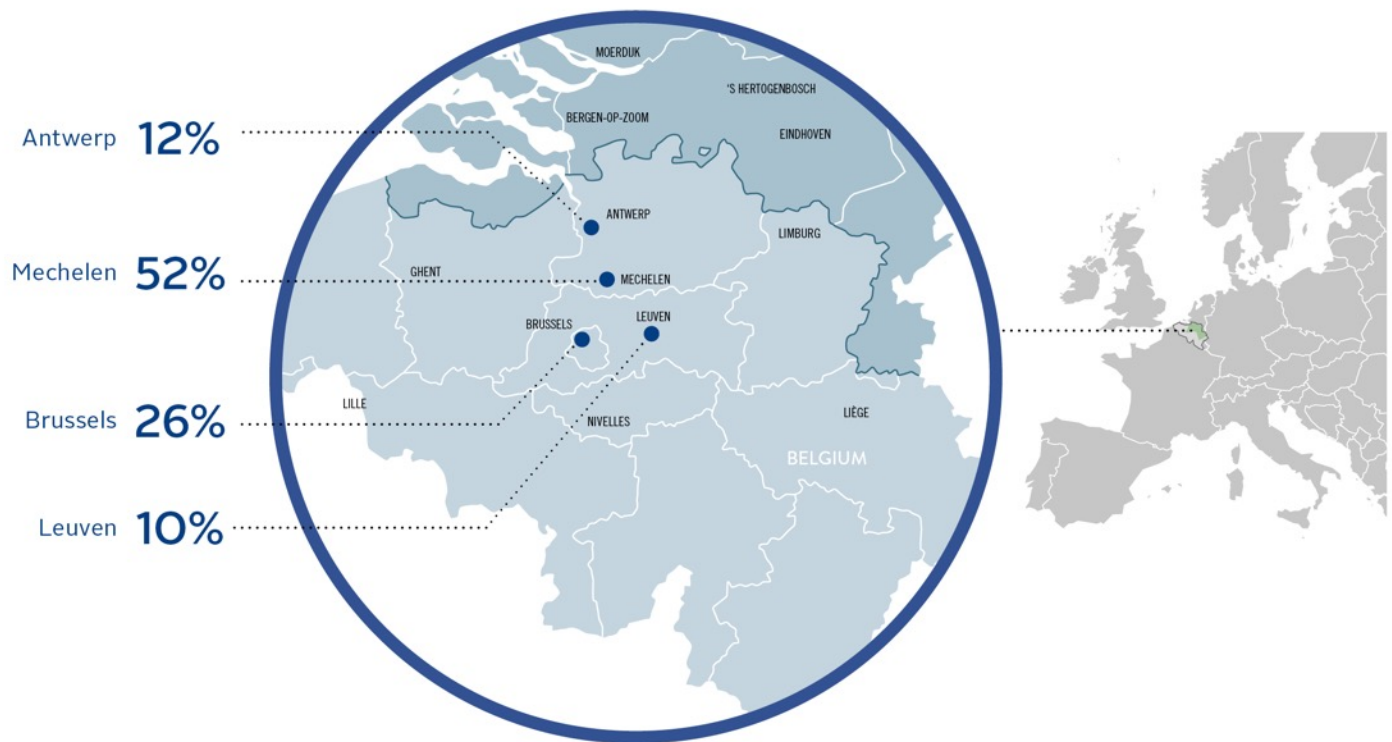 MOERDIJK
'S HERTOGENBOSCH
BERGEN-OP-ZOOM
EINDHOVEN
Antwerp 12%
ANTWERP
LIMBURG
Mechelen 52%
GHENT
MECHELEN
BRUSSELS
LEUVEN
LILLE
Brussels 26%
NIVELLES
LIÈGE
BELGIUM
Leuven 10%